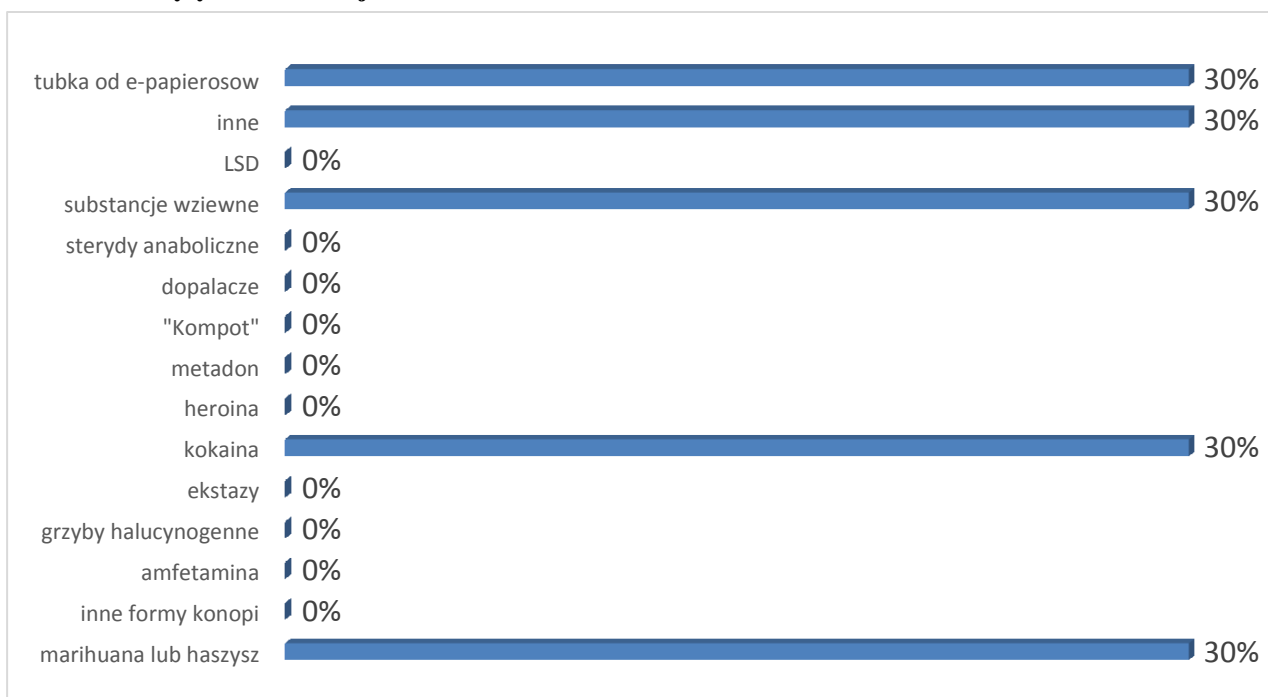 tubka od e-papierosow 30%
inne 30%
LSD 0%
substancje wziewne 30%
sterydy anaboliczne 0%
dopalacze 0%
"Kompot" 0%
metadon 0%
heroina 0%
kokaina 30%
ekstazy 0%
grzyby halucynogenne 0%
amfetamina 0%
inne formy konopi 0%
marihuana lub haszysz 30%